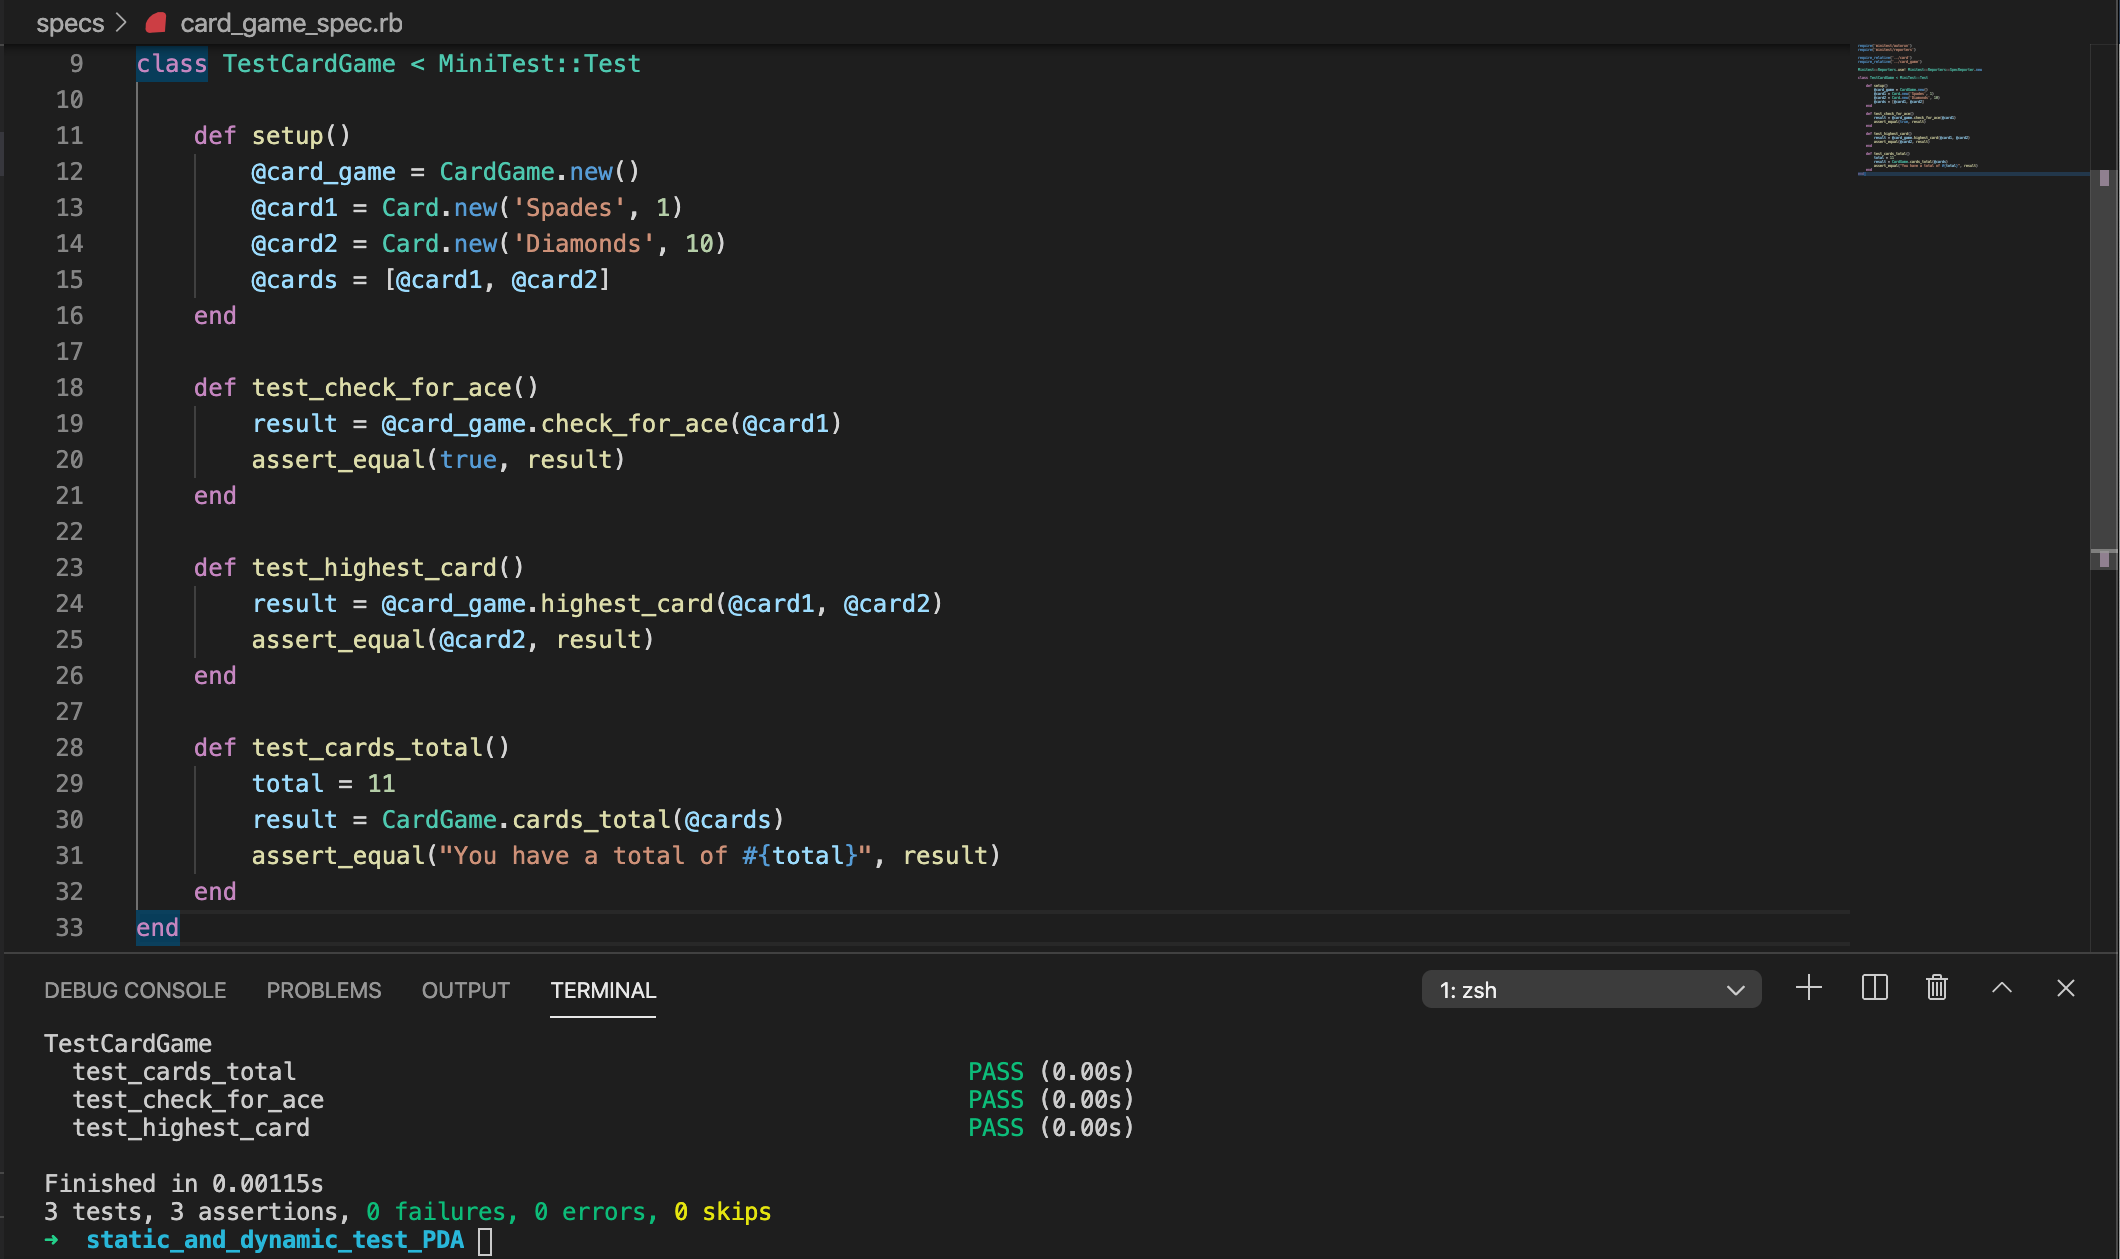 specs > card_game_spec.rb
9 class TestCardGame < MiniTest::Test
10
11 def setup()
12 @card_game = CardGame.new()
13 @card1 = Card.new('Spades', 1)
14 @card2 = Card.new('Diamonds', 10)
15 @cards = [@card1, @card2]
16 end
17
18 def test_check_for_ace()
19 result = @card_game.check_for_ace(@card1)
20 assert_equal(true, result)
21 end
22
23 def test_highest_card()
24 result = @card_game.highest_card(@card1, @card2)
25 assert_equal(@card2, result)
26 end
27
28 def test_cards_total()
29 total = 11
30 result = CardGame.cards_total(@cards)
31 assert_equal("You have a total of #{total}", result)
32 end
33 end
DEBUG CONSOLE PROBLEMS OUTPUT TERMINAL 1: zsh
TestCardGame
test_cards_total PASS (0.00s)
test_check_for_ace PASS (0.00s)
test_highest_card PASS (0.00s)
Finished in 0.00115s
3 tests, 3 assertions, 0 failures, 0 errors, 0 skips
→ static_and_dynamic_test_PDA